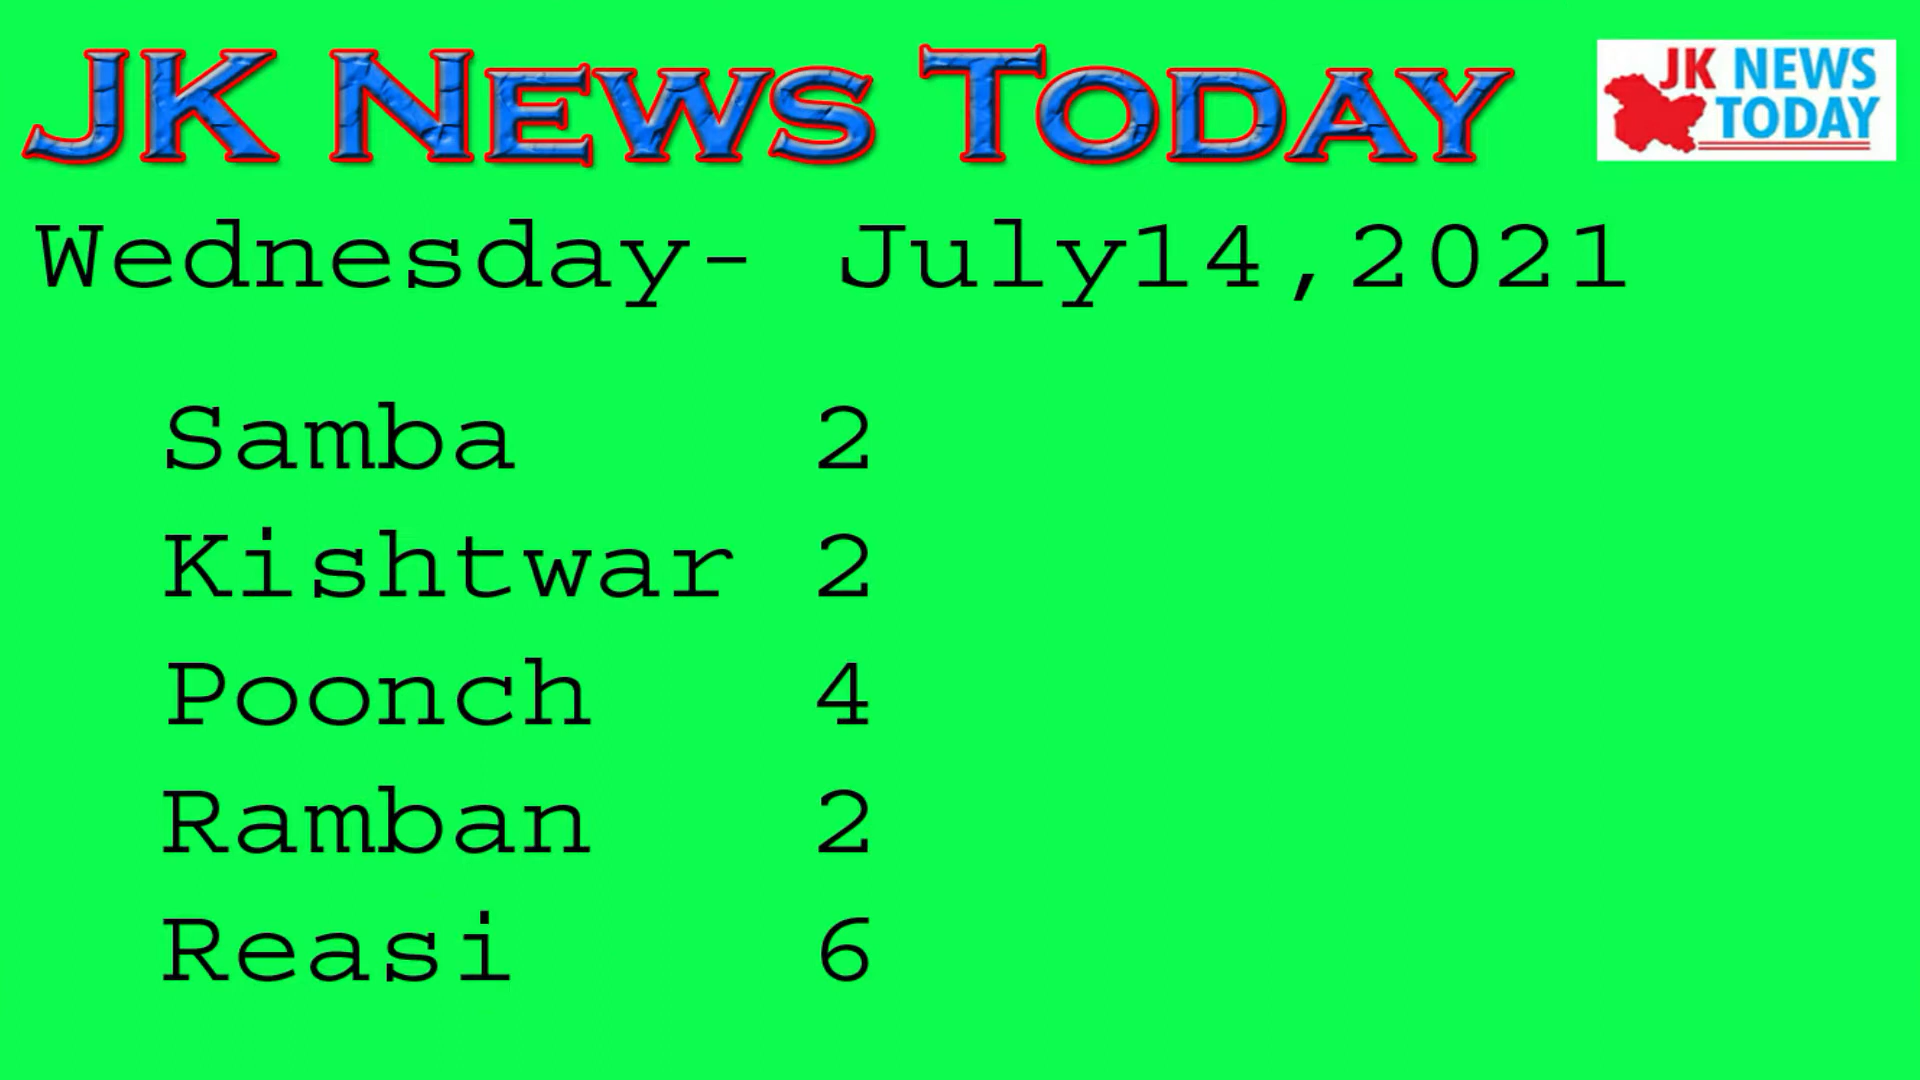 JK NEWS TODAY
JK NEWS
TODAY
Wednesday- July14,2021
Samba 2
Kishtwar 2
Poonch 4
Ramban 2
Reasi 6